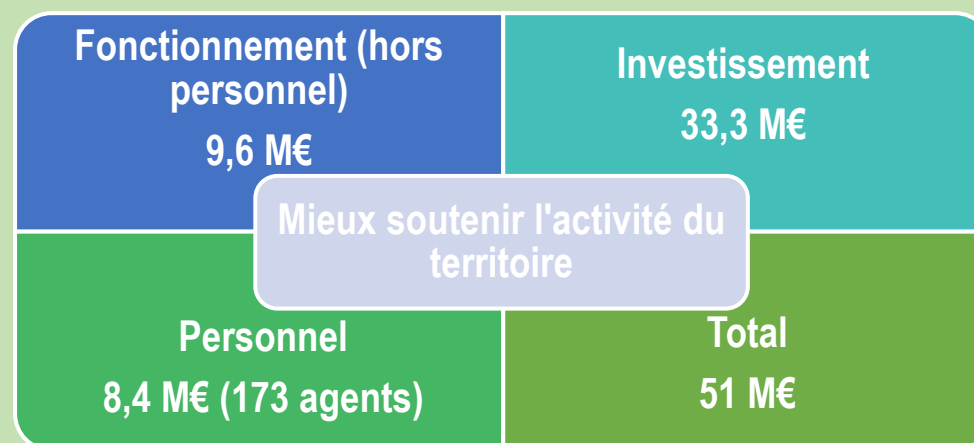 Fonctionnement (hors
personnel)
9,6 M€
Investissement
33,3 M€
Mieux soutenir l'activité du
territoire
Personnel
8,4 M€ (173 agents)
Total
51 M€